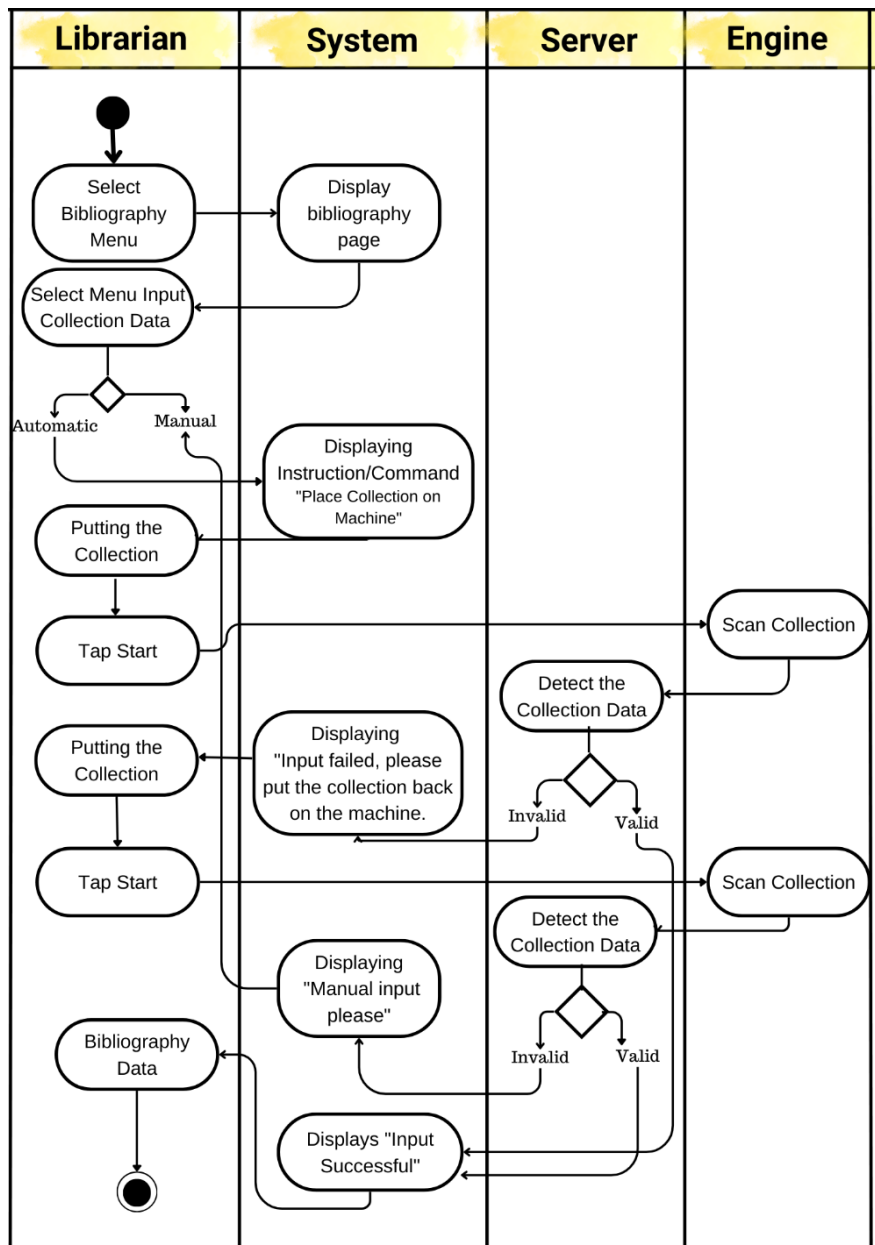 Librarian
System
Server
Engine
Select
Bibliography
Menu
Display
bibliography
page
Select Menu Input
Collection Data
Automatic
Manual
Displaying
Instruction/Command
"Place Collection on
Machine"
Putting the
Collection
Tap Start
Scan Collection
Detect the
Collection Data
Putting the
Collection
Displaying
"Input failed, please
put the collection back
on the machine.
Invalid
Valid
Tap Start
Scan Collection
Detect the
Collection Data
Displaying
"Manual input
please"
Bibliography
Data
Invalid
Valid
Displays "Input
Successful"